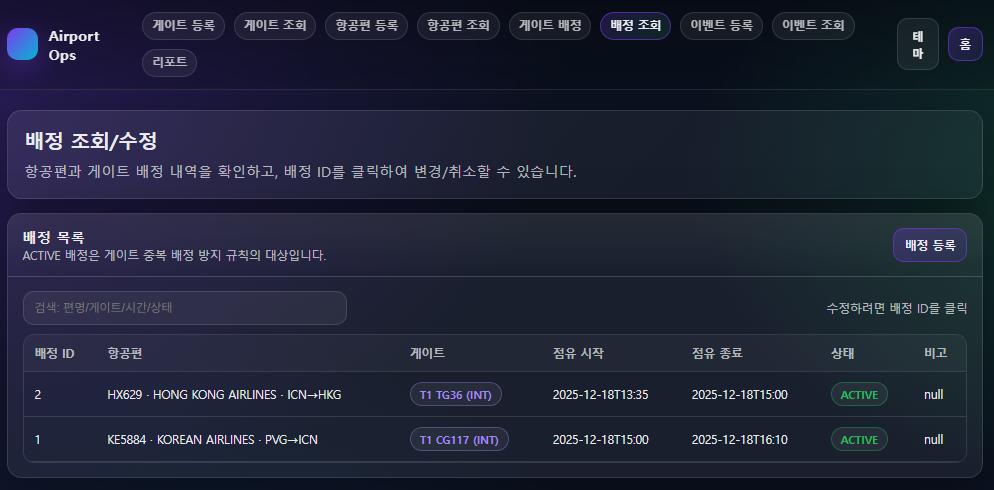 Airport
Ops
게이트 등록 게이트 조회 항공편 등록 항공편 조회 게이트 배정 배정 조회 이벤트 등록 이벤트 조회
리포트
테
마
홈
배정 조회/수정
항공편과 게이트 배정 내역을 확인하고, 배정 ID를 클릭하여 변경/취소할 수 있습니다.
배정 목록
ACTIVE 배정은 게이트 중복 배정 방지 규칙의 대상입니다.
배정 등록
검색: 편명/게이트/시간/상태
수정하려면 배정 ID를 클릭
배정 ID 항공편 게이트 점유 시작 점유 종료 상태 비고
2 HX629 · HONG KONG AIRLINES · ICN→HKG T1 TG36 (INT) 2025-12-18T13:35 2025-12-18T15:00 ACTIVE null
1 KE5884 · KOREAN AIRLINES · PVG→ICN T1 CG117 (INT) 2025-12-18T15:00 2025-12-18T16:10 ACTIVE null